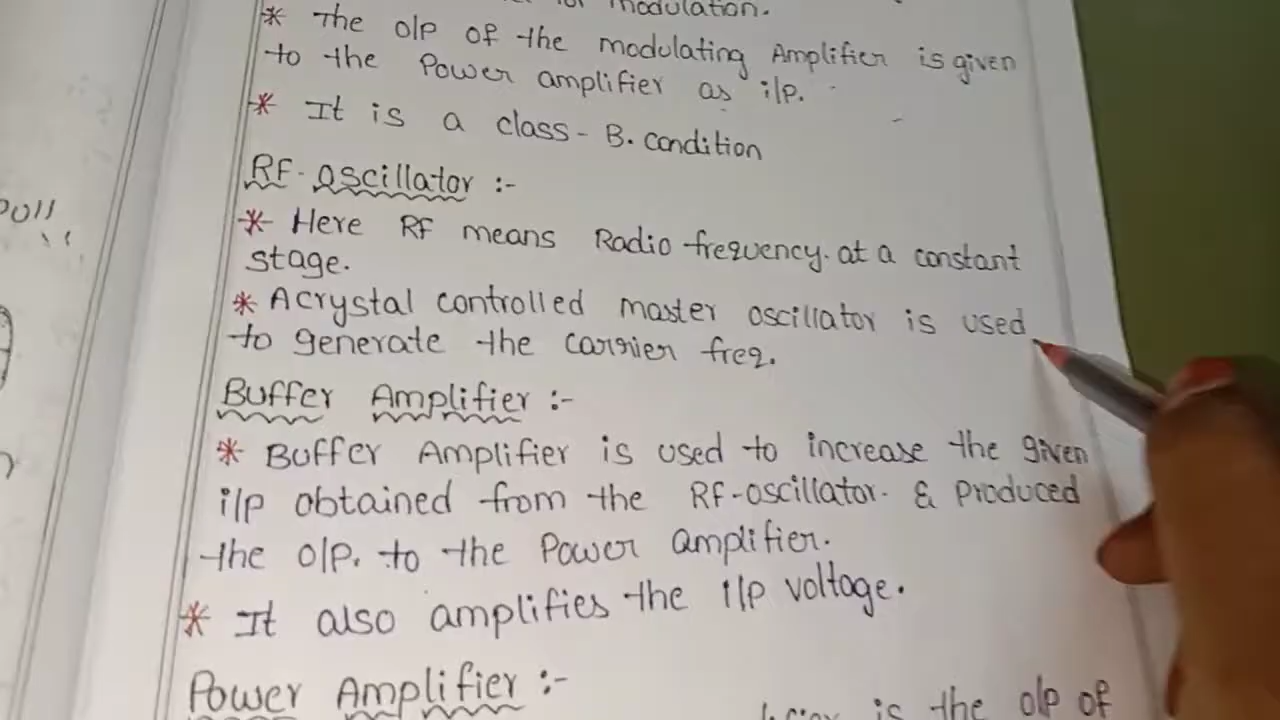 modulation.
* The o/p of the modulating Amplifier is given
to the Power amplifier as i/p.
* It is a class - B. condition
RF- oscillator :-
* Here RF means Radio frequency. at a constant
stage.
* A crystal controlled master oscillator is used
to generate the carrier freq.
Buffer Amplifier :-
* Buffer Amplifier is used to increase the given
i/p obtained from the RF-oscillator. & Produced
the o/p. to the Power amplifier.
* It also amplifies the i/p voltage.
Power Amplifier :-
is the o/p of